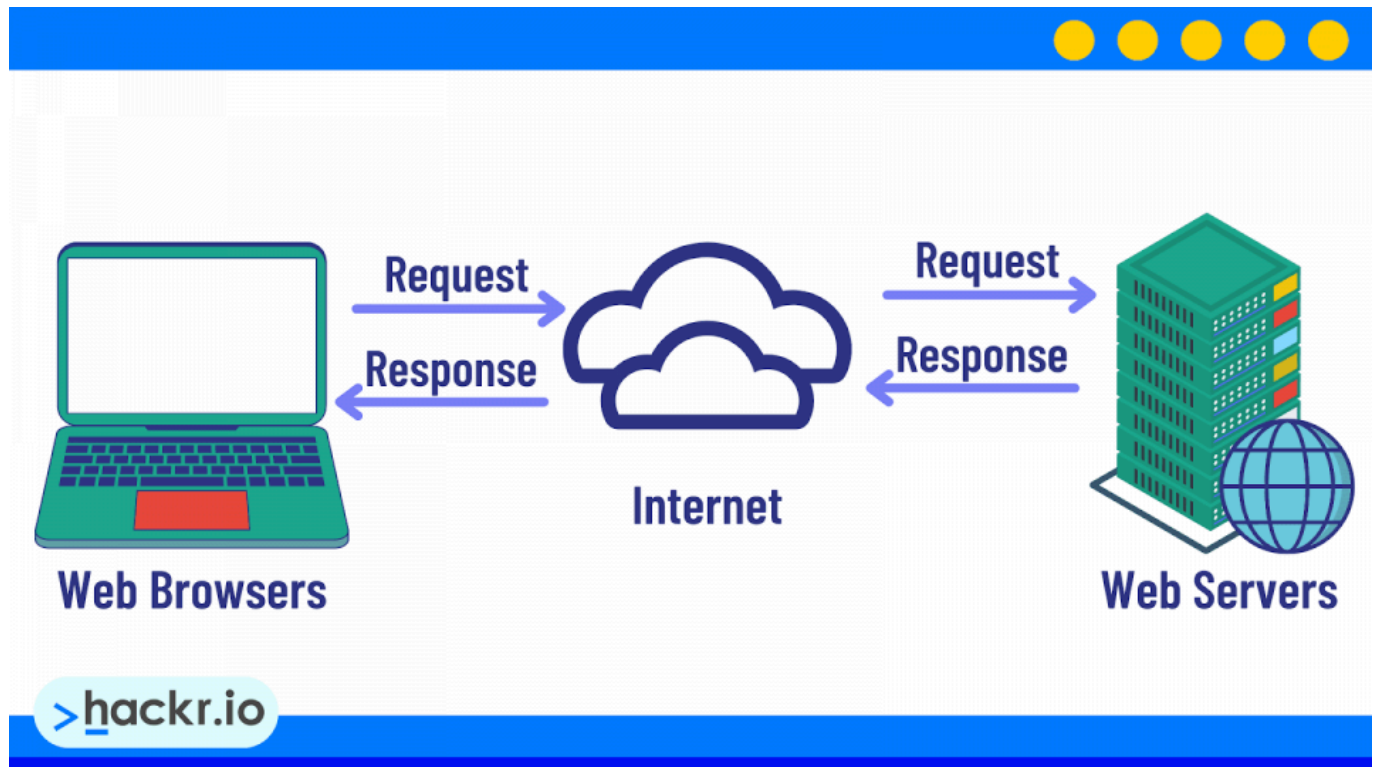 Request
Request
Response
Response
Internet
Web Browsers
Web Servers
>hackr.io